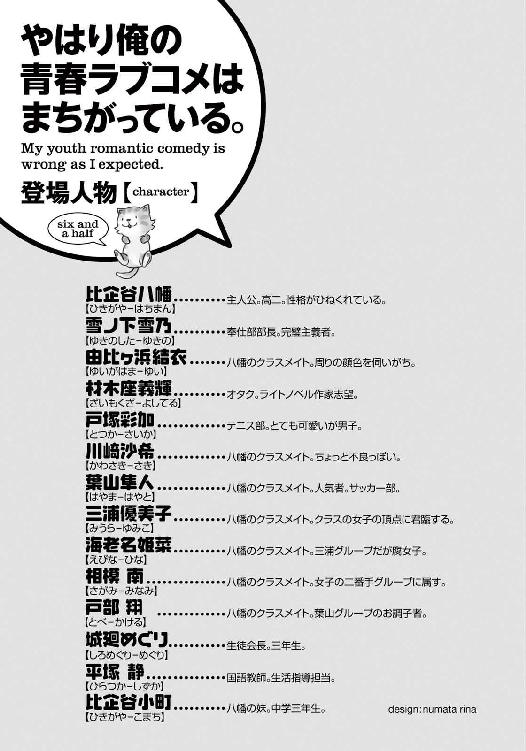 やはり俺の
青春ラブコメは
まちがっている。
My youth romantic comedy is
wrong as I expected.
登場人物【character】
six and
a half
比企谷八幡‥‥‥‥‥主人公。高二。性格がひねくれている。
【ひきがや－はちまん】
雪ノ下雪乃‥‥‥‥‥奉仕部部長。完璧主義者。
【ゆきのした－ゆきの】
由比ヶ浜結衣‥‥‥‥八幡のクラスメイト。周りの顔色を伺いがち。
【ゆいがはま－ゆい】
材木座義輝‥‥‥‥‥オタク。ライトノベル作家志望。
【ざいもくざ－よしてる】
戸塚彩加‥‥‥‥‥‥テニス部。とても可愛いが男子。
【とつか－さいか】
川﨑沙希‥‥‥‥‥‥八幡のクラスメイト。ちょっと不良っぽい。
【かわさき－さき】
葉山隼人‥‥‥‥‥‥八幡のクラスメイト。人気者。サッカー部。
【はやま－はやと】
三浦優美子‥‥‥‥‥八幡のクラスメイト。クラスの女子の頂点に君臨する。
【みうら－ゆみこ】
海老名姫菜‥‥‥‥‥八幡のクラスメイト。三浦グループだが腐女子。
【えびな－ひな】
相模 南‥‥‥‥‥‥八幡のクラスメイト。女子の二番手グループに属す。
【さがみ－みなみ】
戸部 翔‥‥‥‥‥‥八幡のクラスメイト。葉山グループのお調子者。
【とべ－かける】
城廻めぐり‥‥‥‥‥生徒会長。三年生。
【しろめぐり－めぐり】
平塚 静‥‥‥‥‥‥国語教師。生活指導担当。
【ひらつか－しずか】
比企谷小町‥‥‥‥‥八幡の妹。中学三年生。
【ひきがや－こまち】
design:numata rina